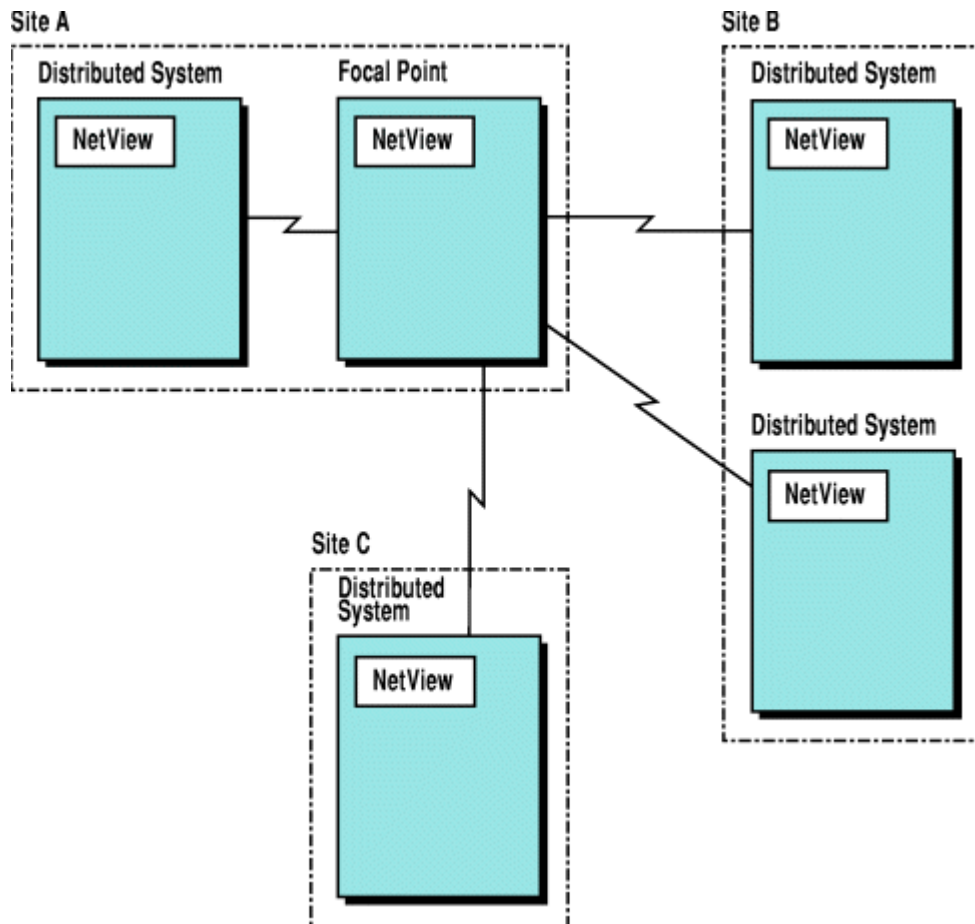 Site A
Distributed System
NetView
Focal Point
NetView
Site B
Distributed System
NetView
Distributed System
NetView
Site C
Distributed
System
NetView